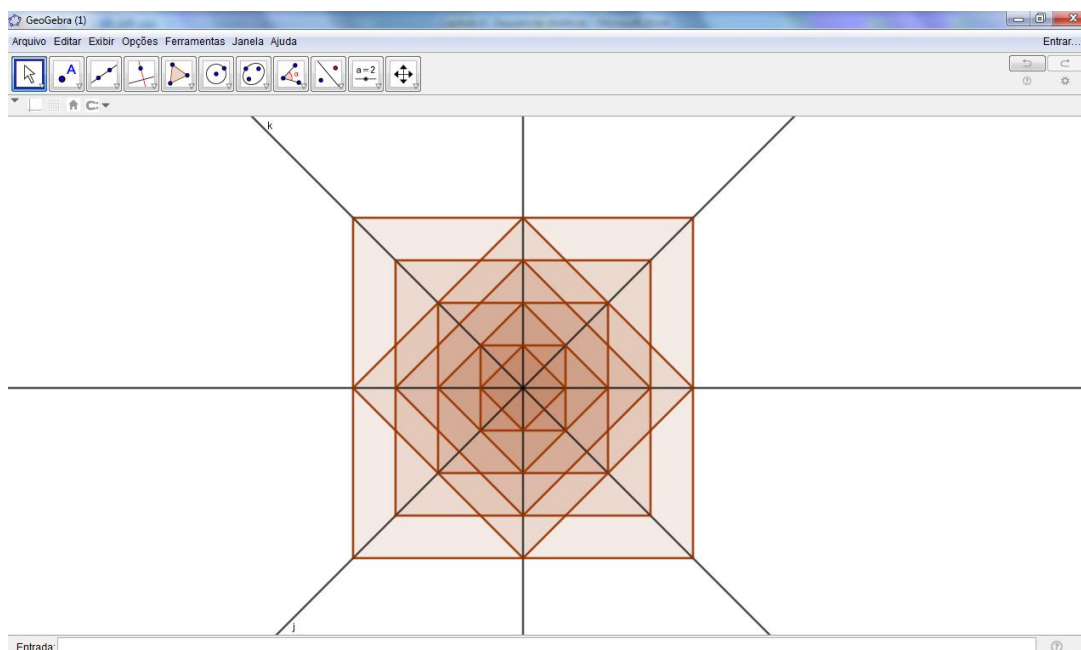 GeoGebra (1)
Arquivo Editar Exibir Opções Ferramentas Janela Ajuda
Entrar...
A
α
a=2
k
j
Entrada: